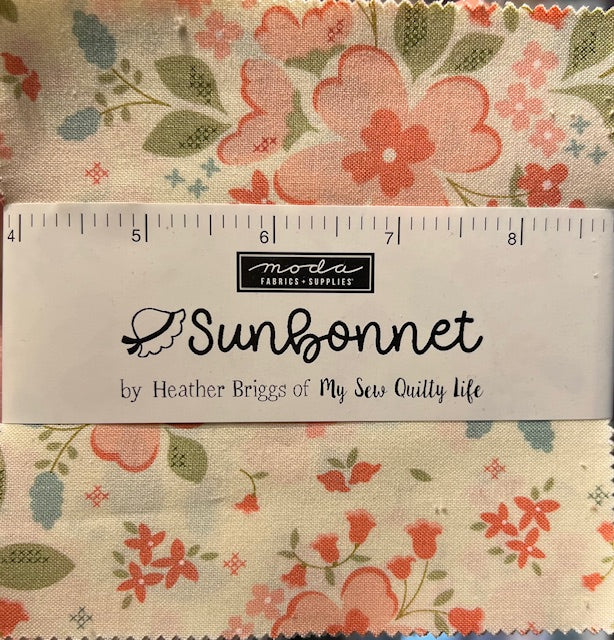 4 5 6 7 8
moda
FABRICS + SUPPLIES®
Sunbonnet
by Heather Briggs of My Sew Quilty Life